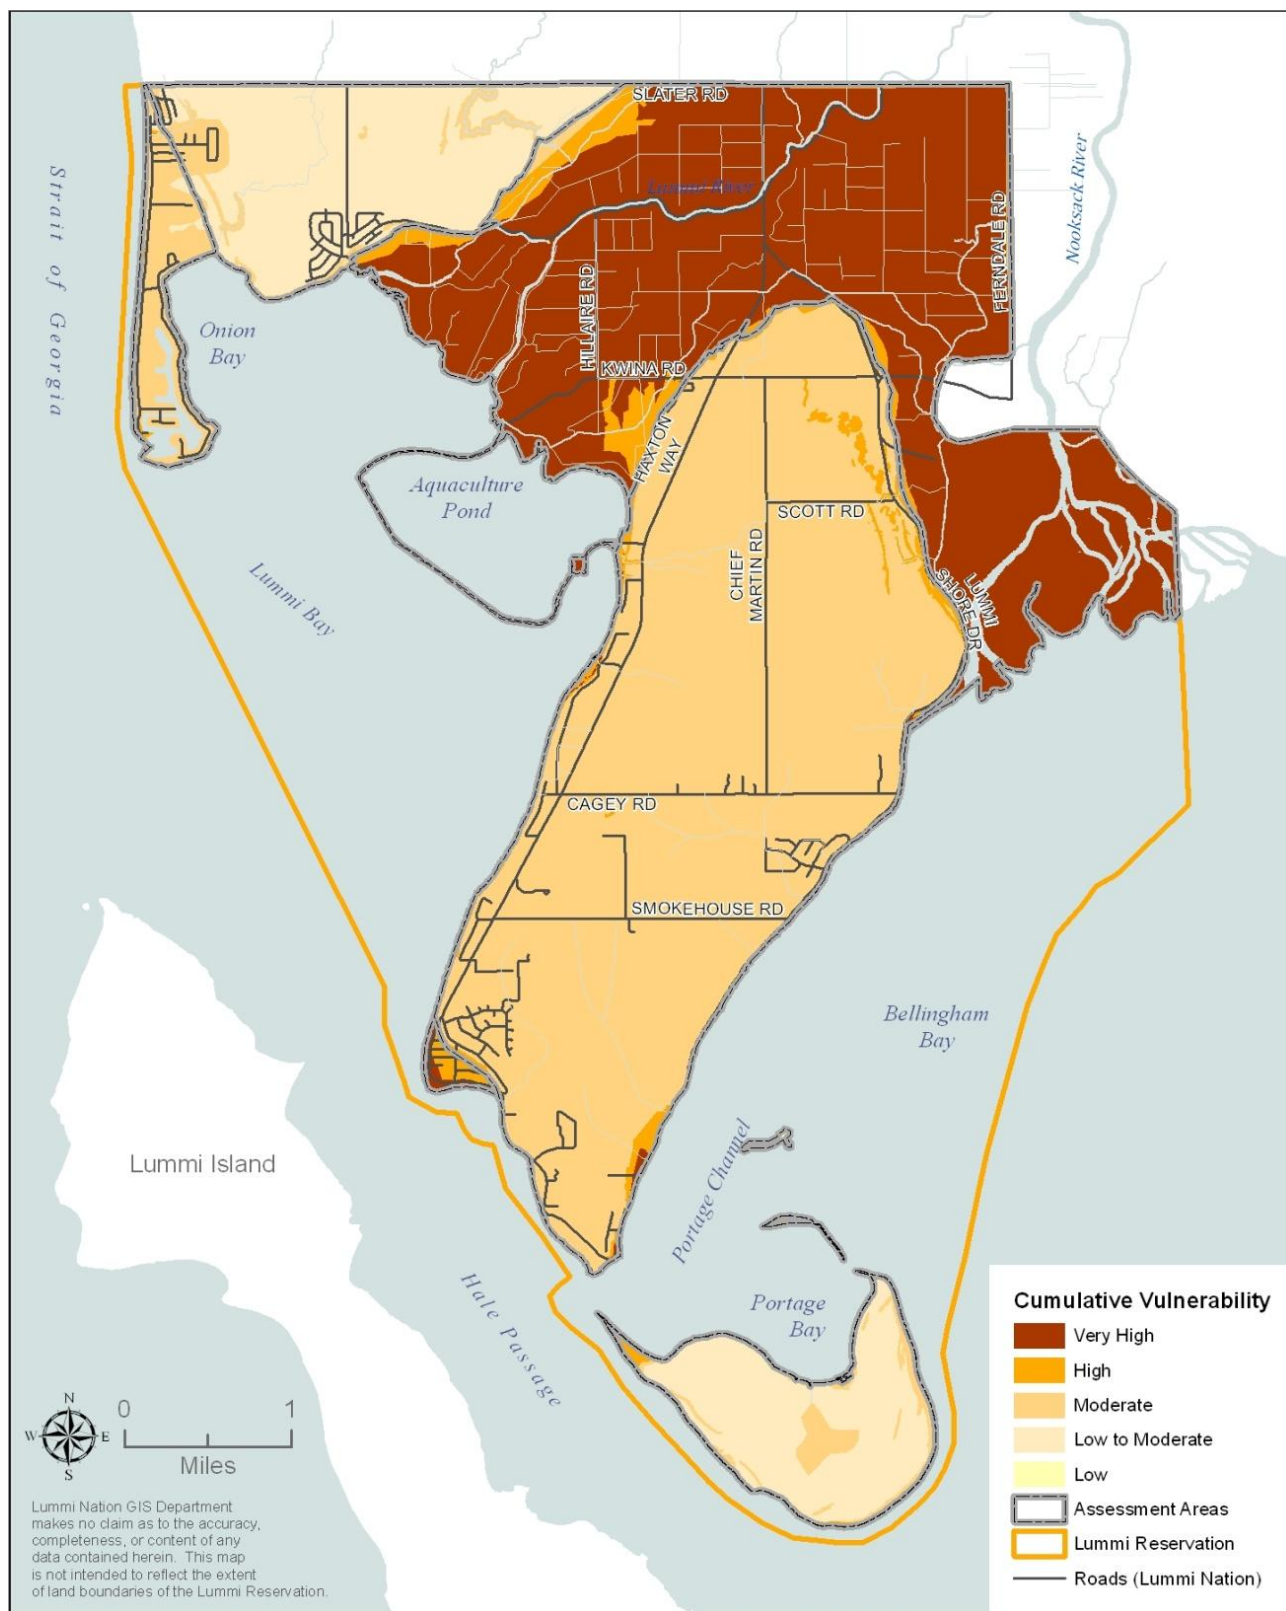 SLATER RD
Lummi River
Strait of Georgia
Nooksack River
FERNDALE RD
HILLAIRE RD
Onion
Bay
KWINA RD
HAXTON
WAY
Aquaculture
Pond
SCOTT RD
CHIEF
MARTIN RD
LUMMI
SHORE DR
Lummi Bay
CAGEY RD
SMOKEHOUSE RD
Bellingham
Bay
Lummi Island
Portage Channel
Hale Passage
Portage
Bay
N
W E
S
0 1
Miles
Lummi Nation GIS Department
makes no claim as to the accuracy,
completeness, or content of any
data contained herein. This map
is not intended to reflect the extent
of land boundaries of the Lummi Reservation.
Cumulative Vulnerability
Very High
High
Moderate
Low to Moderate
Low
Assessment Areas
Lummi Reservation
Roads (Lummi Nation)